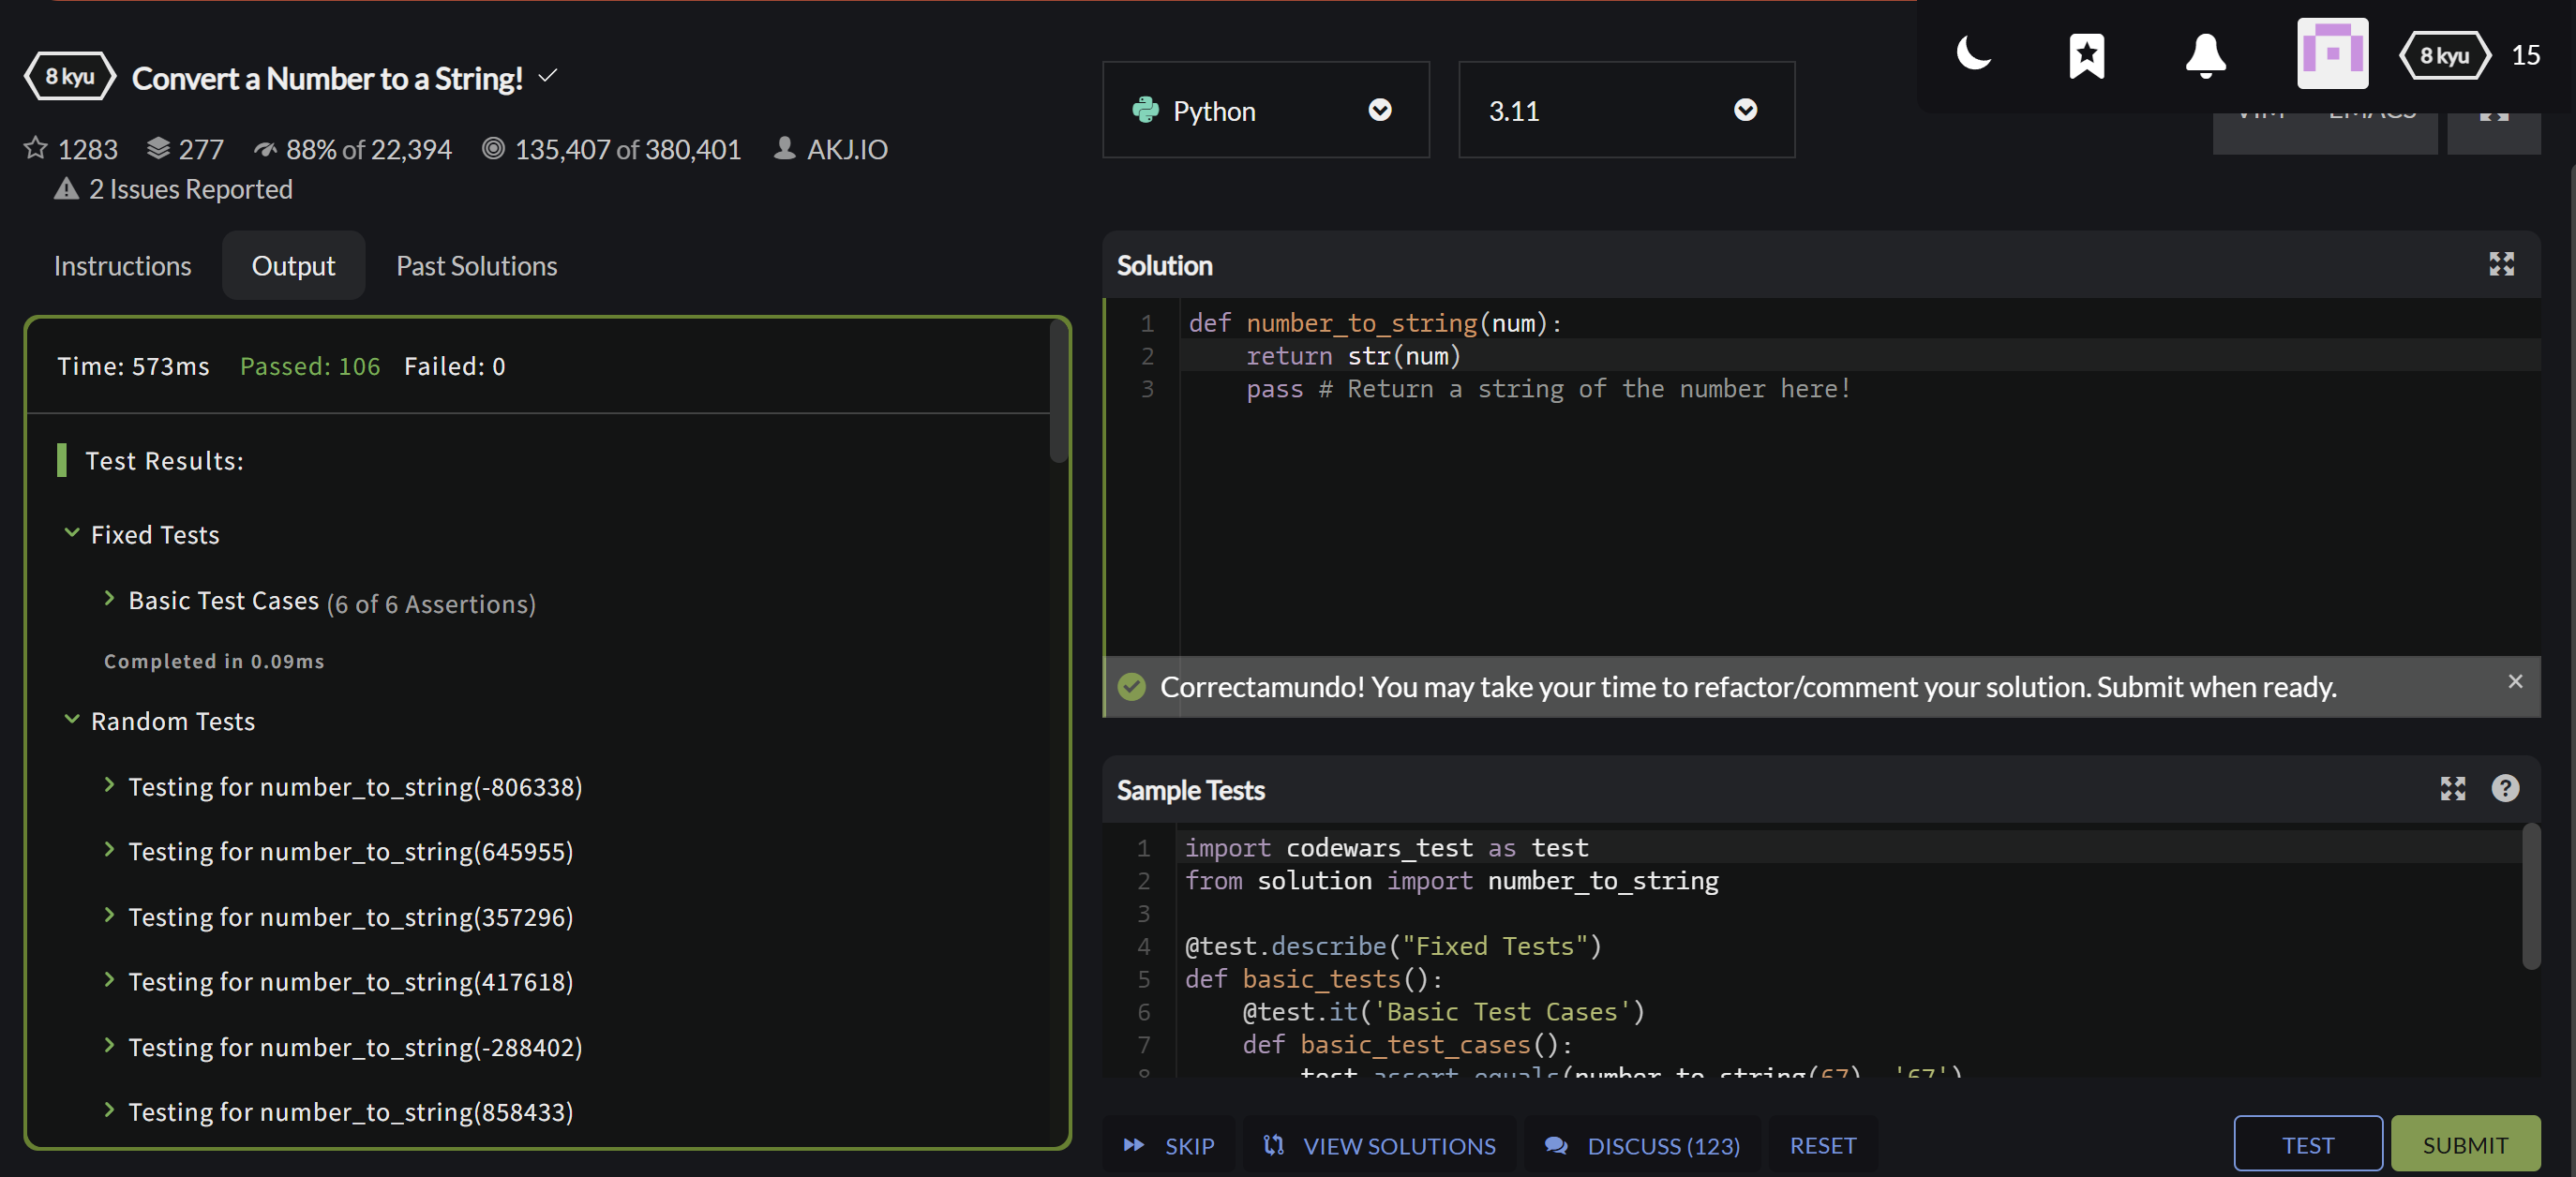 8 kyu Convert a Number to a String!
1283 277 88% of 22,394 135,407 of 380,401 AKJ.IO
2 Issues Reported
Python 3.11
8 kyu 15
VIM EMACS
Instructions Output Past Solutions
Time: 573ms Passed: 106 Failed: 0
Test Results:
Fixed Tests
Basic Test Cases (6 of 6 Assertions)
Completed in 0.09ms
Random Tests
Testing for number_to_string(-806338)
Testing for number_to_string(645955)
Testing for number_to_string(357296)
Testing for number_to_string(417618)
Testing for number_to_string(-288402)
Testing for number_to_string(858433)
Solution
1 def number_to_string(num):
2 return str(num)
3 pass # Return a string of the number here!
Correctamundo! You may take your time to refactor/comment your solution. Submit when ready.
Sample Tests
1 import codewars_test as test
2 from solution import number_to_string
3
4 @test.describe("Fixed Tests")
5 def basic_tests():
6 @test.it('Basic Test Cases')
7 def basic_test_cases():
8 test.assert_equals(number_to_string(67), '67')
SKIP VIEW SOLUTIONS DISCUSS (123) RESET TEST SUBMIT